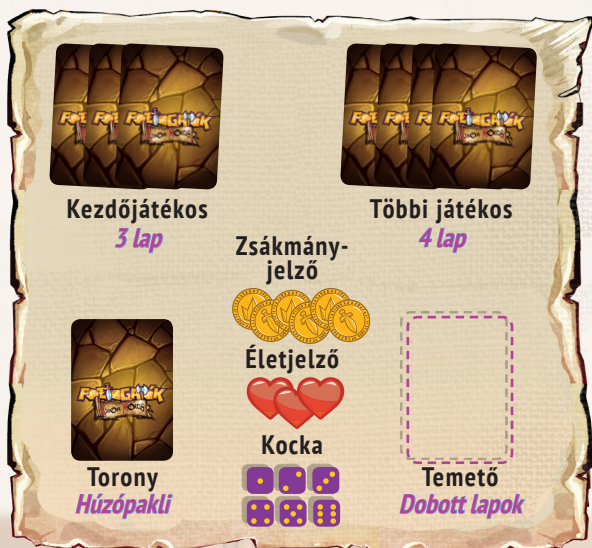 Kezdőjátékos
3 lap
Többi játékos
4 lap
Zsákmány-
jelző
Életjelző
Kocka
Torony
Húzópakli
Temető
Dobott lapok